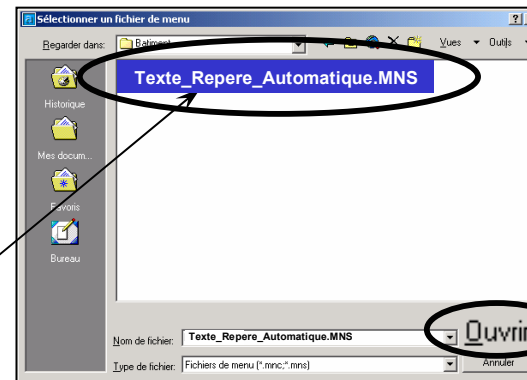 Sélectionner un fichier de menu
Regarder dans: Batiment
Vues Outils
Texte_Repere_Automatique.MNS
Historique
Mes docum...
Favoris
Bureau
Nom de fichier: Texte_Repere_Automatique.MNS
Ouvrir
Type de fichier: Fichiers de menu (*.mnc;*.mns)
Annuler